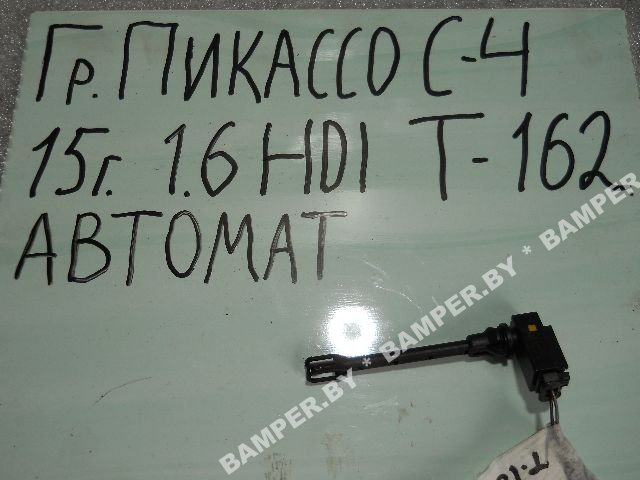 Гр. ПИКАССО С-4
15г. 1.6 HDI Т-162
АВТОМАТ
BAMPER.BY * BAMPER.BY * BAMPER